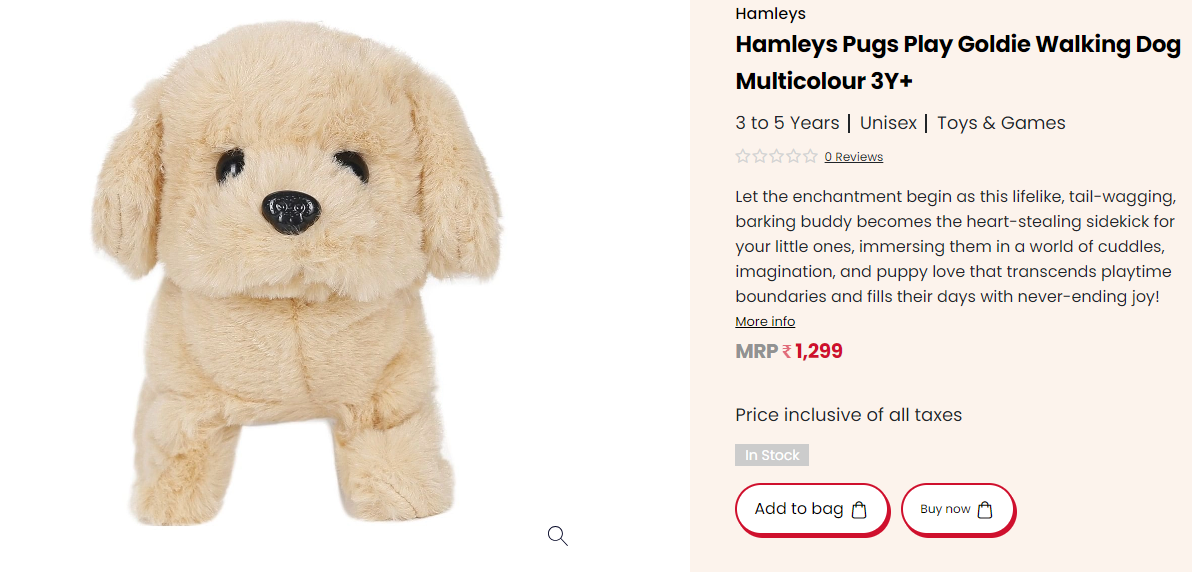 Hamleys
Hamleys Pugs Play Goldie Walking Dog
Multicolour 3Y+
3 to 5 Years | Unisex | Toys & Games
0 Reviews
Let the enchantment begin as this lifelike, tail-wagging,
barking buddy becomes the heart-stealing sidekick for
your little ones, immersing them in a world of cuddles,
imagination, and puppy love that transcends playtime
boundaries and fills their days with never-ending joy!
More info
MRP ₹ 1,299
Price inclusive of all taxes
In Stock
Add to bag
Buy now